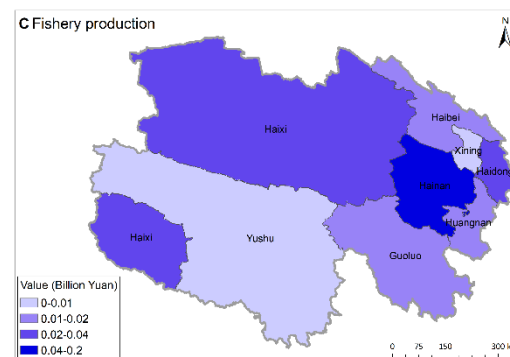 C Fishery production
N
Haibei
Haixi
Xining
Haidong
Hainan
Huangnan
Haixi
Yushu
Guoluo
Value (Billion Yuan)
0-0.01
0.01-0.02
0.02-0.04
0.04-0.2
0 75 150 300